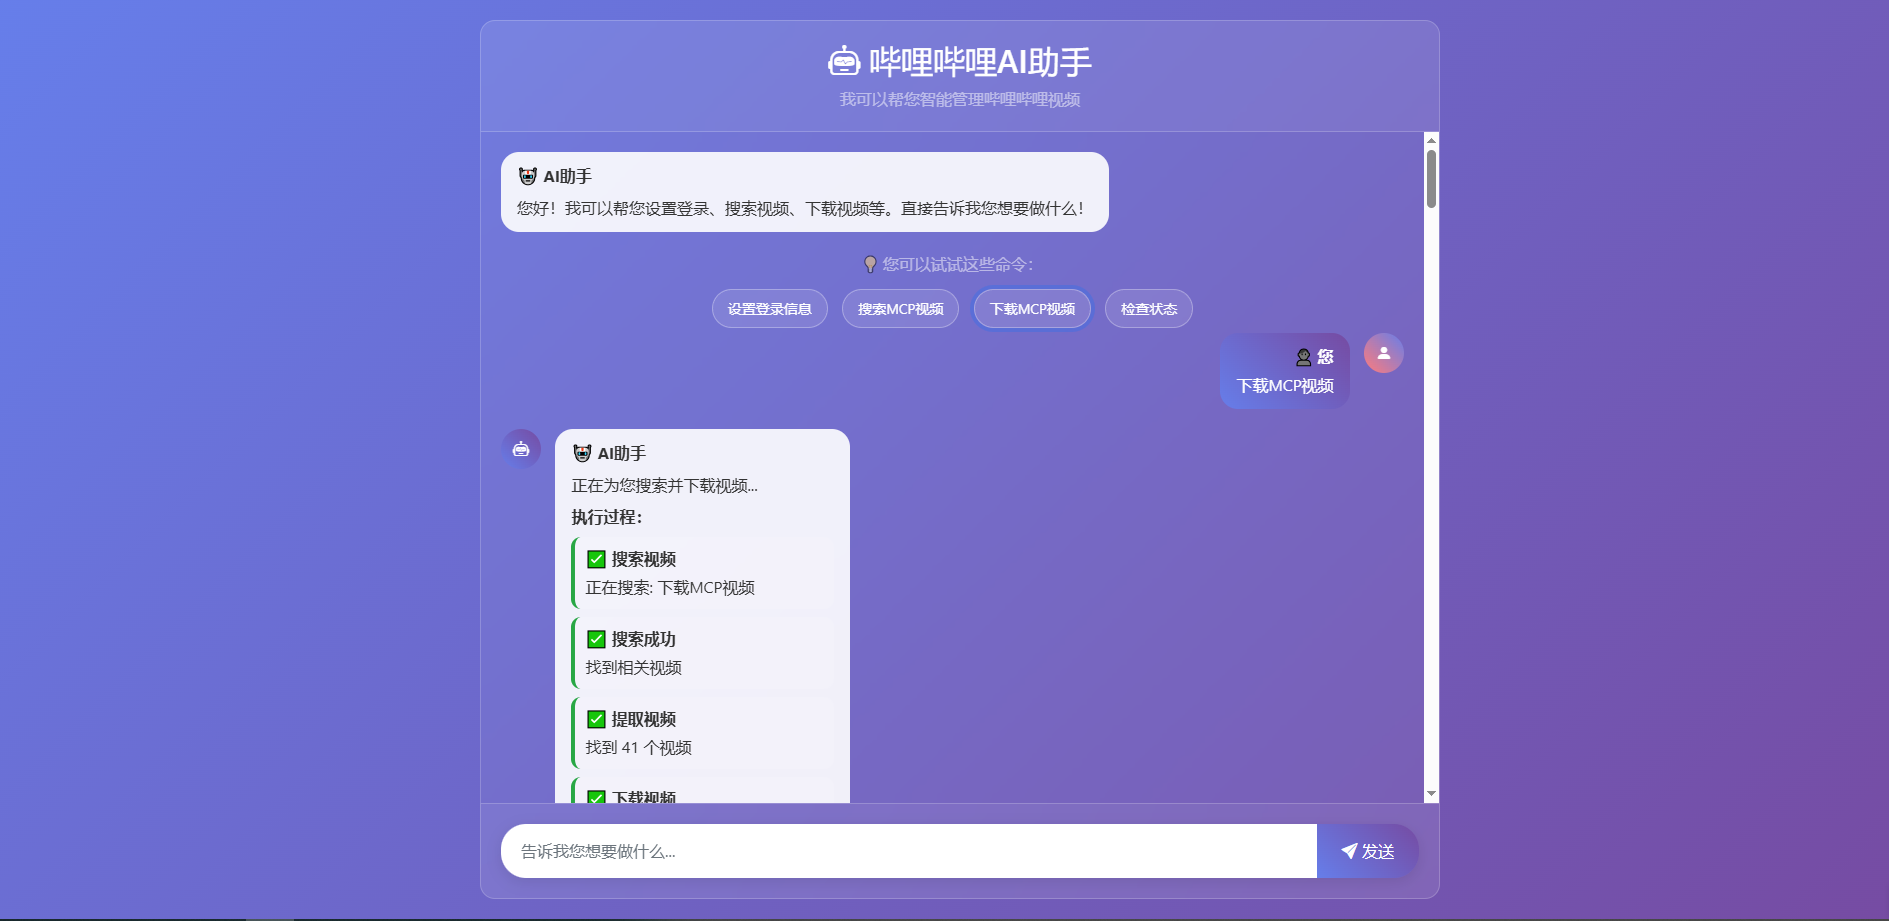 哔哩哔哩AI助手
我可以帮您智能管理哔哩哔哩视频
AI助手
您好！我可以帮您设置登录、搜索视频、下载视频等。直接告诉我您想要做什么！
您可以试试这些命令：
设置登录信息
搜索MCP视频
下载MCP视频
检查状态
您
下载MCP视频
AI助手
正在为您搜索并下载视频...
执行过程：
搜索视频
正在搜索: 下载MCP视频
搜索成功
找到相关视频
提取视频
找到 41 个视频
下载视频
告诉我您想要做什么...
发送